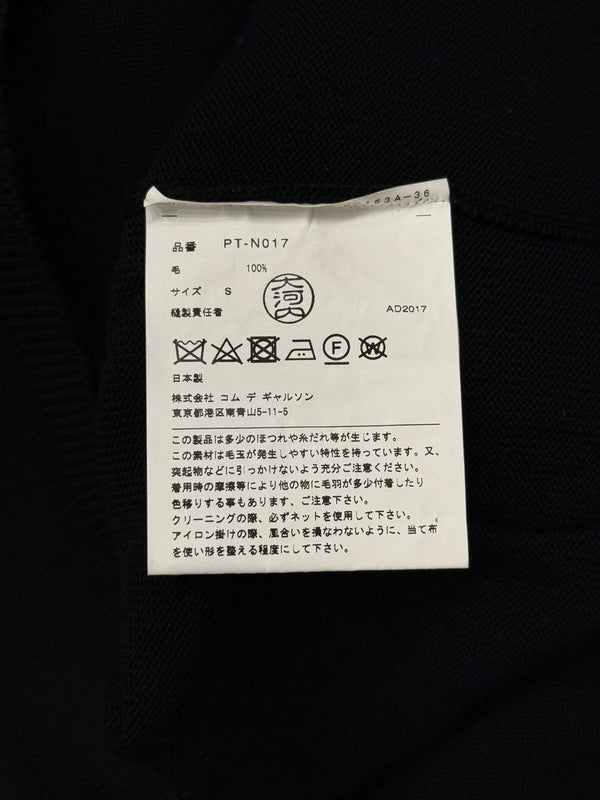 153A-36
品番 PT-N017
毛 100%
サイズ S
縫製責任者 大河内 AD2017
F W
日本製
株式会社 コム デ ギャルソン
東京都港区南青山5-11-5
この製品は多少のほつれや糸だれ等が生じます。
この素材は毛玉が発生しやすい特性を持っています。又、
突起物などに引っかけないよう充分ご注意ください。
着用時の摩擦等により他の物に毛羽が多少付着したり
色移りする事もあります、ご注意下さい。
クリーニングの際、必ずネットを使用して下さい。
アイロン掛けの際、風合いを損なわないように、当て布
を使い形を整える程度にして下さい。